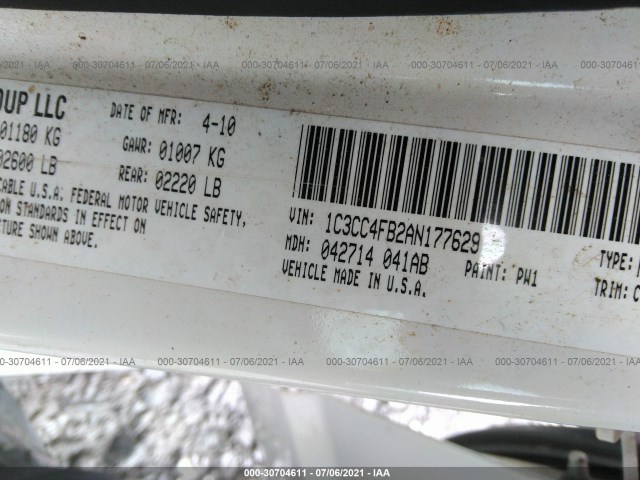 000-30704611 - 07/06/2021 - IAA
000-30704611 - 07/06/2021 - IAA
000-30704611 - 07/06/2021 - IAA
OUP LLC
DATE OF MFR: 4-10
01180 KG
GAWR: 01007 KG
02600 LB
REAR: 02220 LB
CABLE U.S.A. FEDERAL MOTOR VEHICLE SAFETY,
ION STANDARDS IN EFFECT ON
CTURE SHOWN ABOVE.
VIN: 1C3CC4FB2AN177629
MDH: 042714 041AB
PAINT: PW1
TYPE:
VEHICLE MADE IN U.S.A.
TRIM: C
000-30704611 - 07/06/2021 - IAA
000-30704611 - 07/06/2021 - IAA
000-30704611 - 07/06/2021 - IAA
000-30704611 - 07/06/2021 - IAA